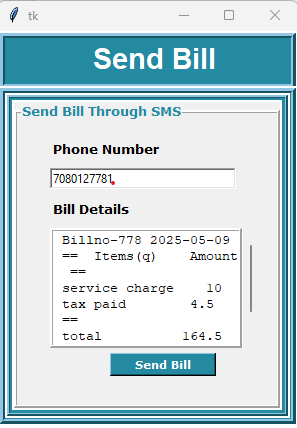 tk
Send Bill
Send Bill Through SMS
Phone Number
7080127781
Bill Details
Billno-778 2025-05-09
==  Items(q)    Amount
==
service charge    10
tax paid        4.5
==
total          164.5
Send Bill